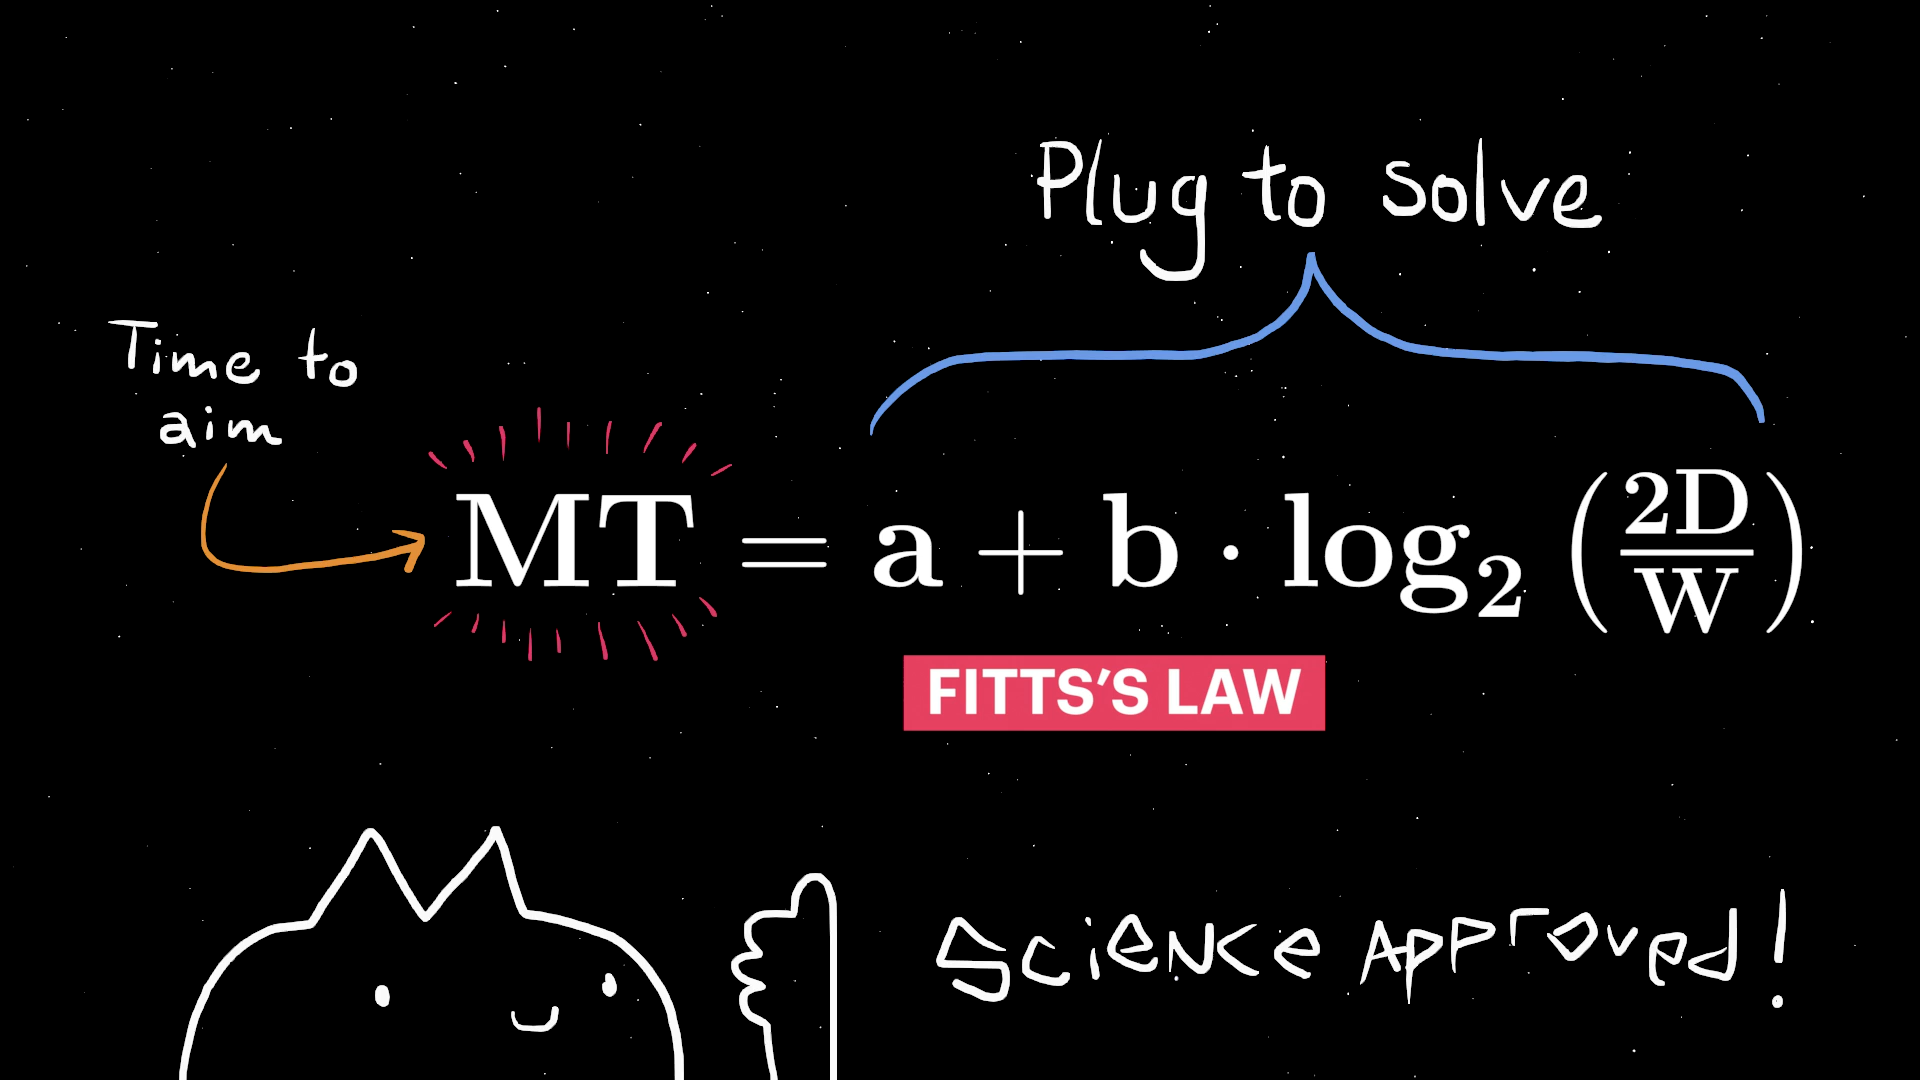 Plug to solve
Time to
aim
MT = a + b · log₂ (2D/W)
FITTS'S LAW
Science Approved!